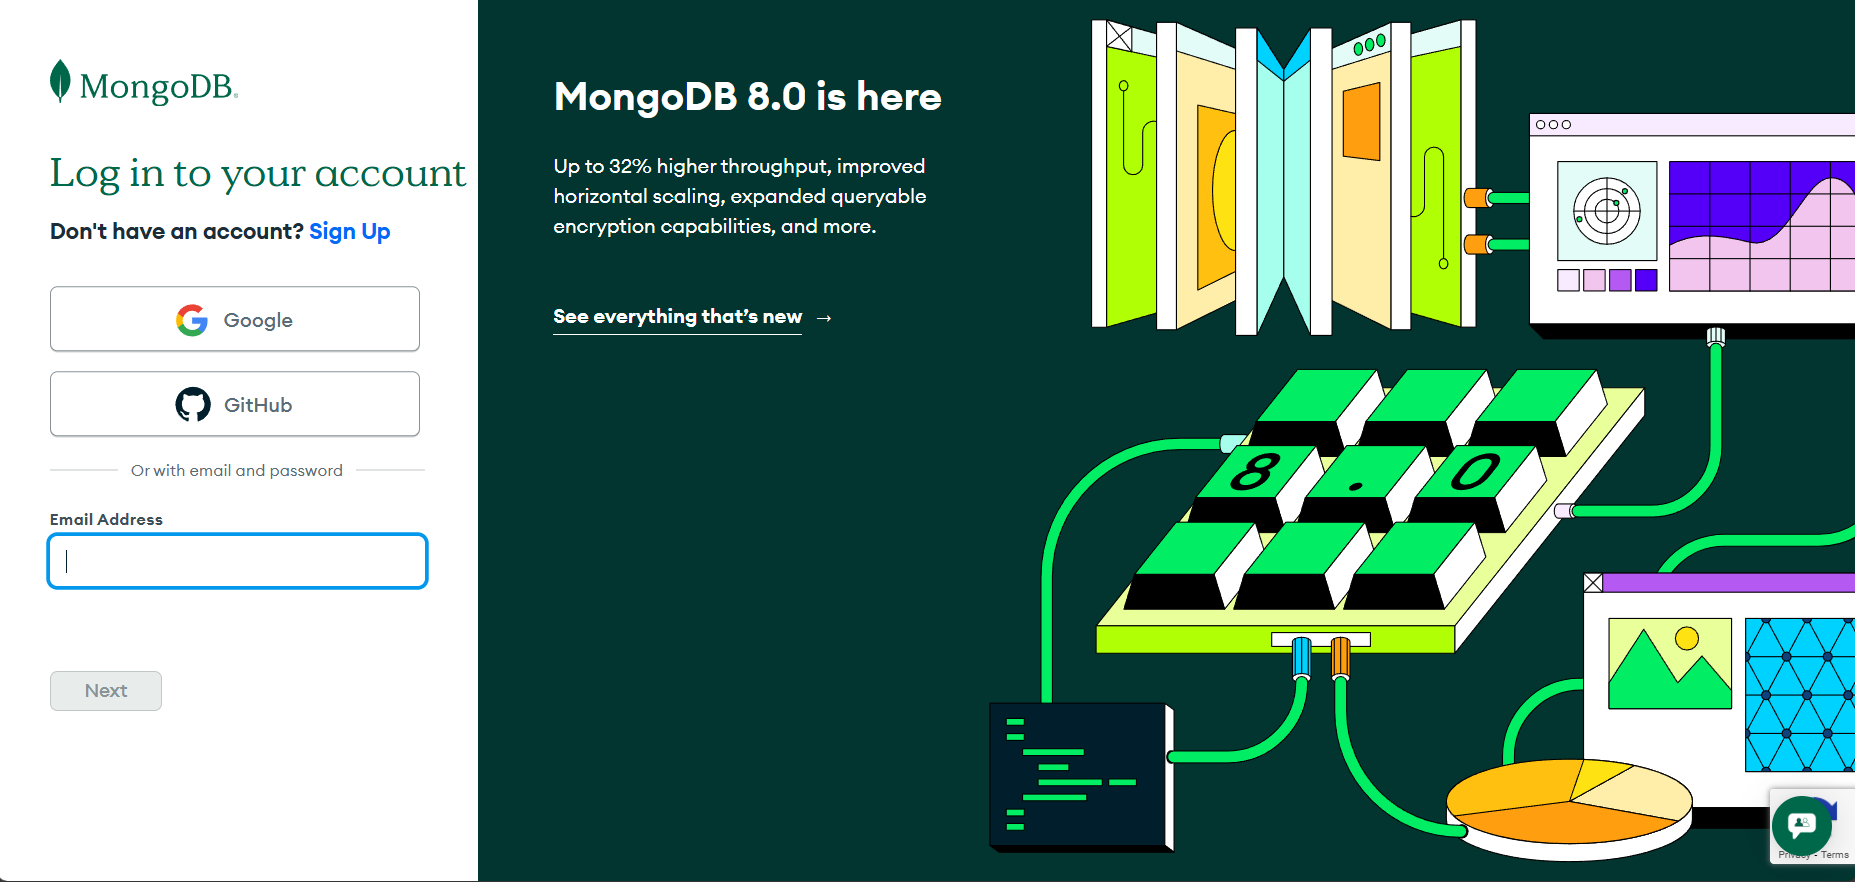 MongoDB.
Log in to your account
Don't have an account? Sign Up
Google
GitHub
Or with email and password
Email Address
Next
MongoDB 8.0 is here
Up to 32% higher throughput, improved
horizontal scaling, expanded queryable
encryption capabilities, and more.
See everything that’s new →
8 . 0
Privacy - Terms